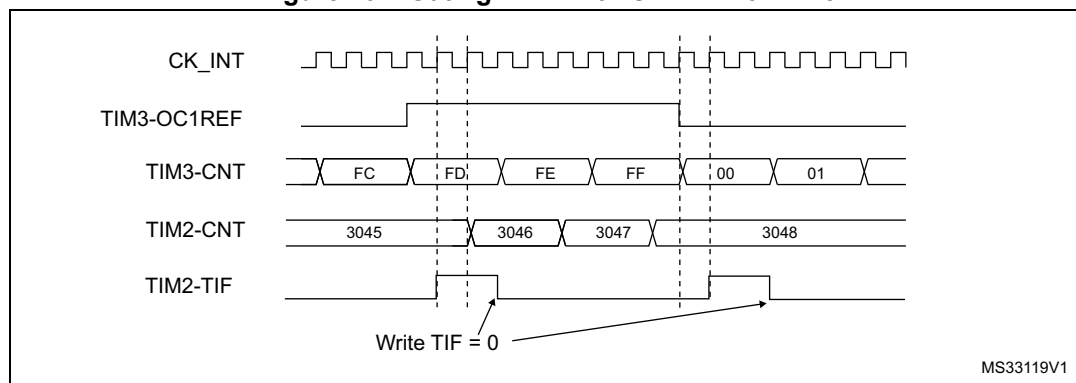 CK_INT
TIM3-OC1REF
TIM3-CNT FC FD FE FF 00 01
TIM2-CNT 3045 3046 3047 3048
TIM2-TIF
Write TIF = 0
MS33119V1